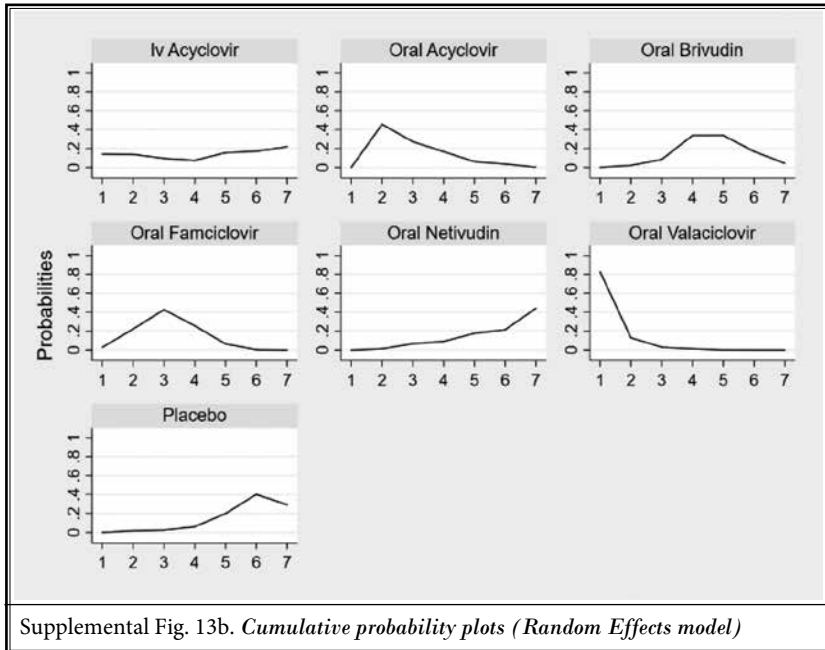 Iv Acyclovir Oral Acyclovir Oral Brivudin
0 .2 .4 .6 .8 1 0 .2 .4 .6 .8 1 0 .2 .4 .6 .8 1
1 2 3 4 5 6 7 1 2 3 4 5 6 7 1 2 3 4 5 6 7
Oral Famciclovir Oral Netivudin Oral Valaciclovir
Probabilities
0 .2 .4 .6 .8 1 0 .2 .4 .6 .8 1 0 .2 .4 .6 .8 1
1 2 3 4 5 6 7 1 2 3 4 5 6 7 1 2 3 4 5 6 7
Placebo
0 .2 .4 .6 .8 1
1 2 3 4 5 6 7
Supplemental Fig. 13b. Cumulative probability plots (Random Effects model)